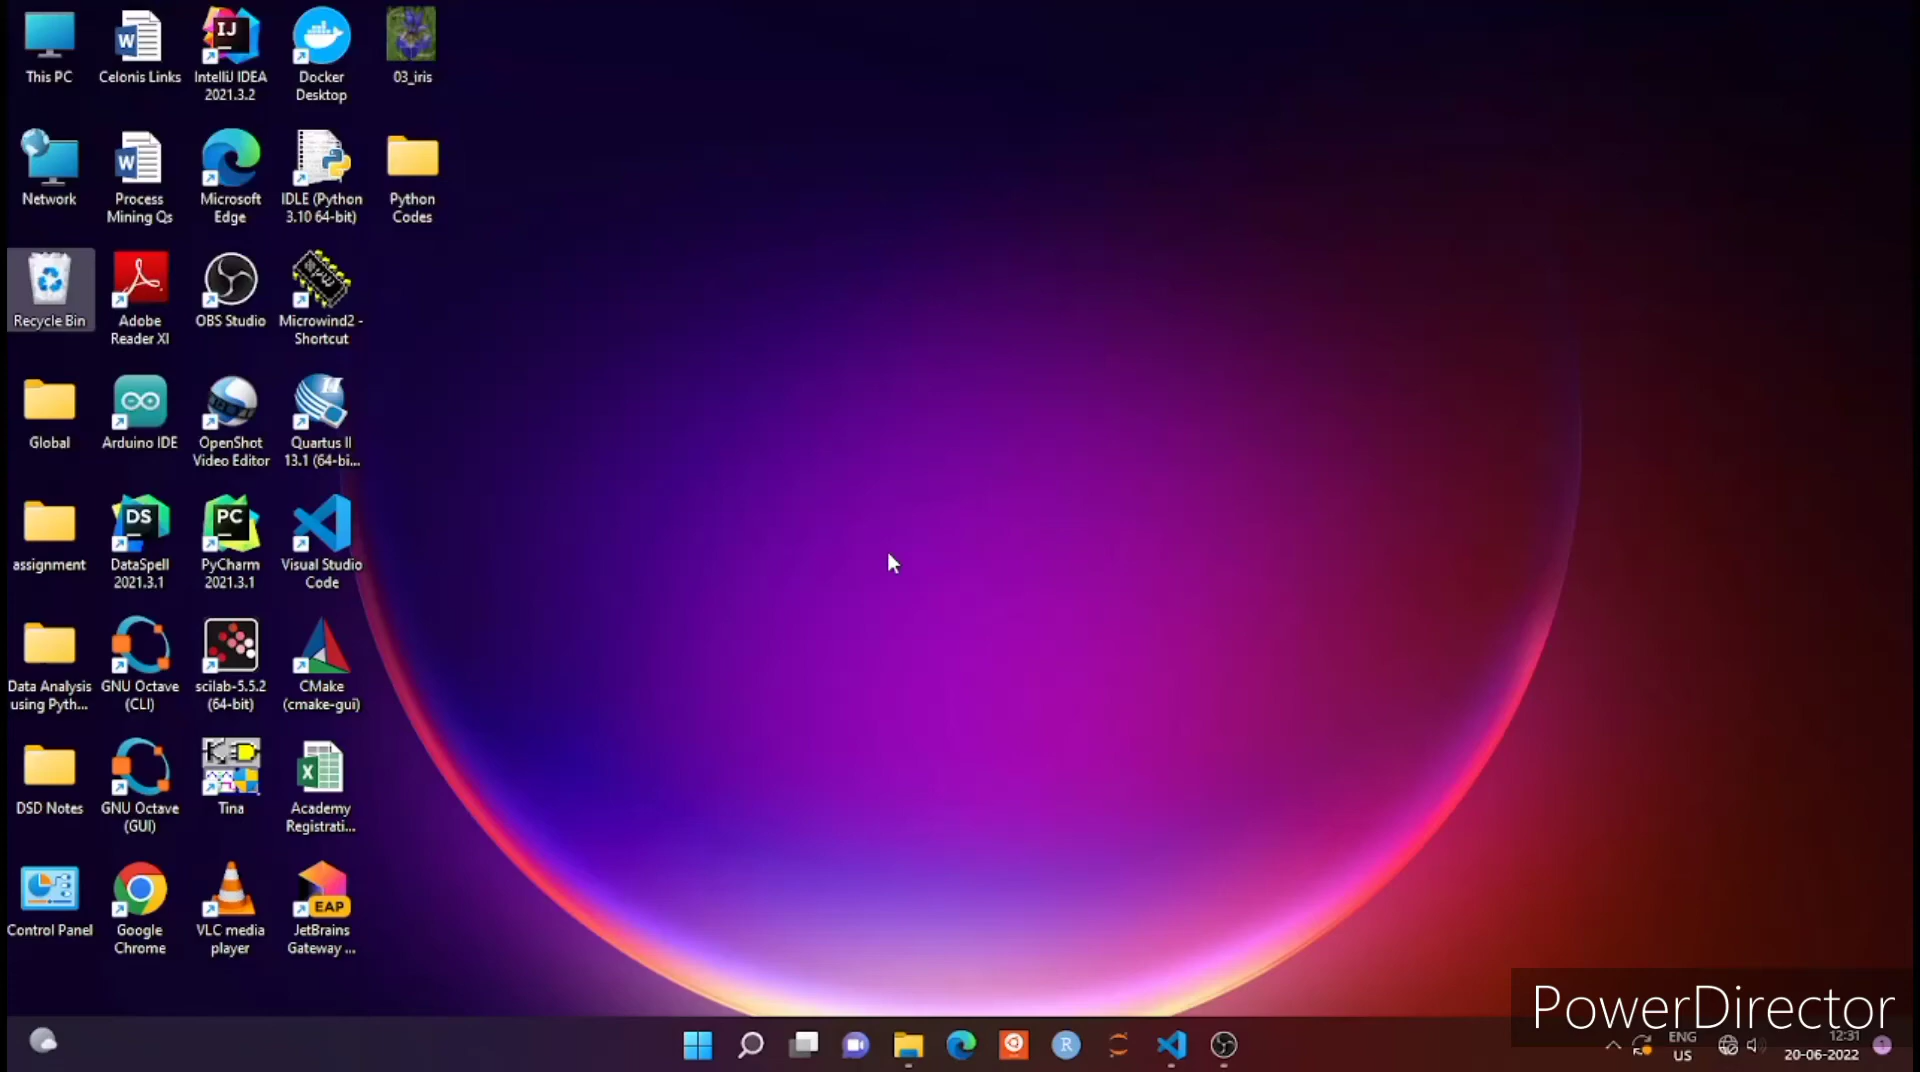 This PC
Celonis Links
IntelliJ IDEA
2021.3.2
Docker
Desktop
03_iris
Network
Process
Mining Qs
Microsoft
Edge
IDLE (Python
3.10 64-bit)
Python
Codes
Recycle Bin
Adobe
Reader XI
OBS Studio
Microwind2 -
Shortcut
Global
Arduino IDE
OpenShot
Video Editor
Quartus II
13.1 (64-bi...
assignment
DS
DataSpell
2021.3.1
PC
PyCharm
2021.3.1
Visual Studio
Code
Data Analysis
using Pyth...
GNU Octave
(CLI)
scilab-5.5.2
(64-bit)
CMake
(cmake-gui)
DSD Notes
GNU Octave
(GUI)
Tina
Academy
Registrati...
Control Panel
Google
Chrome
VLC media
player
EAP
JetBrains
Gateway ...
PowerDirector
ENG
US
12:31
20-06-2022